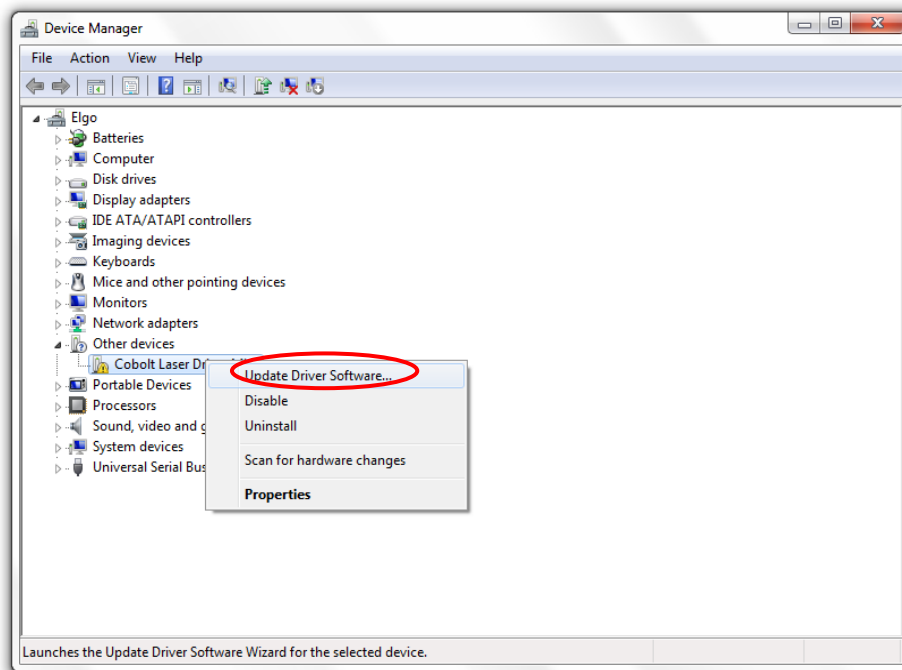 Device Manager
File Action View Help
Elgo
Batteries
Computer
Disk drives
Display adapters
IDE ATA/ATAPI controllers
Imaging devices
Keyboards
Mice and other pointing devices
Monitors
Network adapters
Other devices
Cobolt Laser
Update Driver Software...
Portable Devices
Disable
Processors
Sound, video and
Uninstall
System devices
Universal Serial
Scan for hardware changes
Properties
Launches the Update Driver Software Wizard for the selected device.